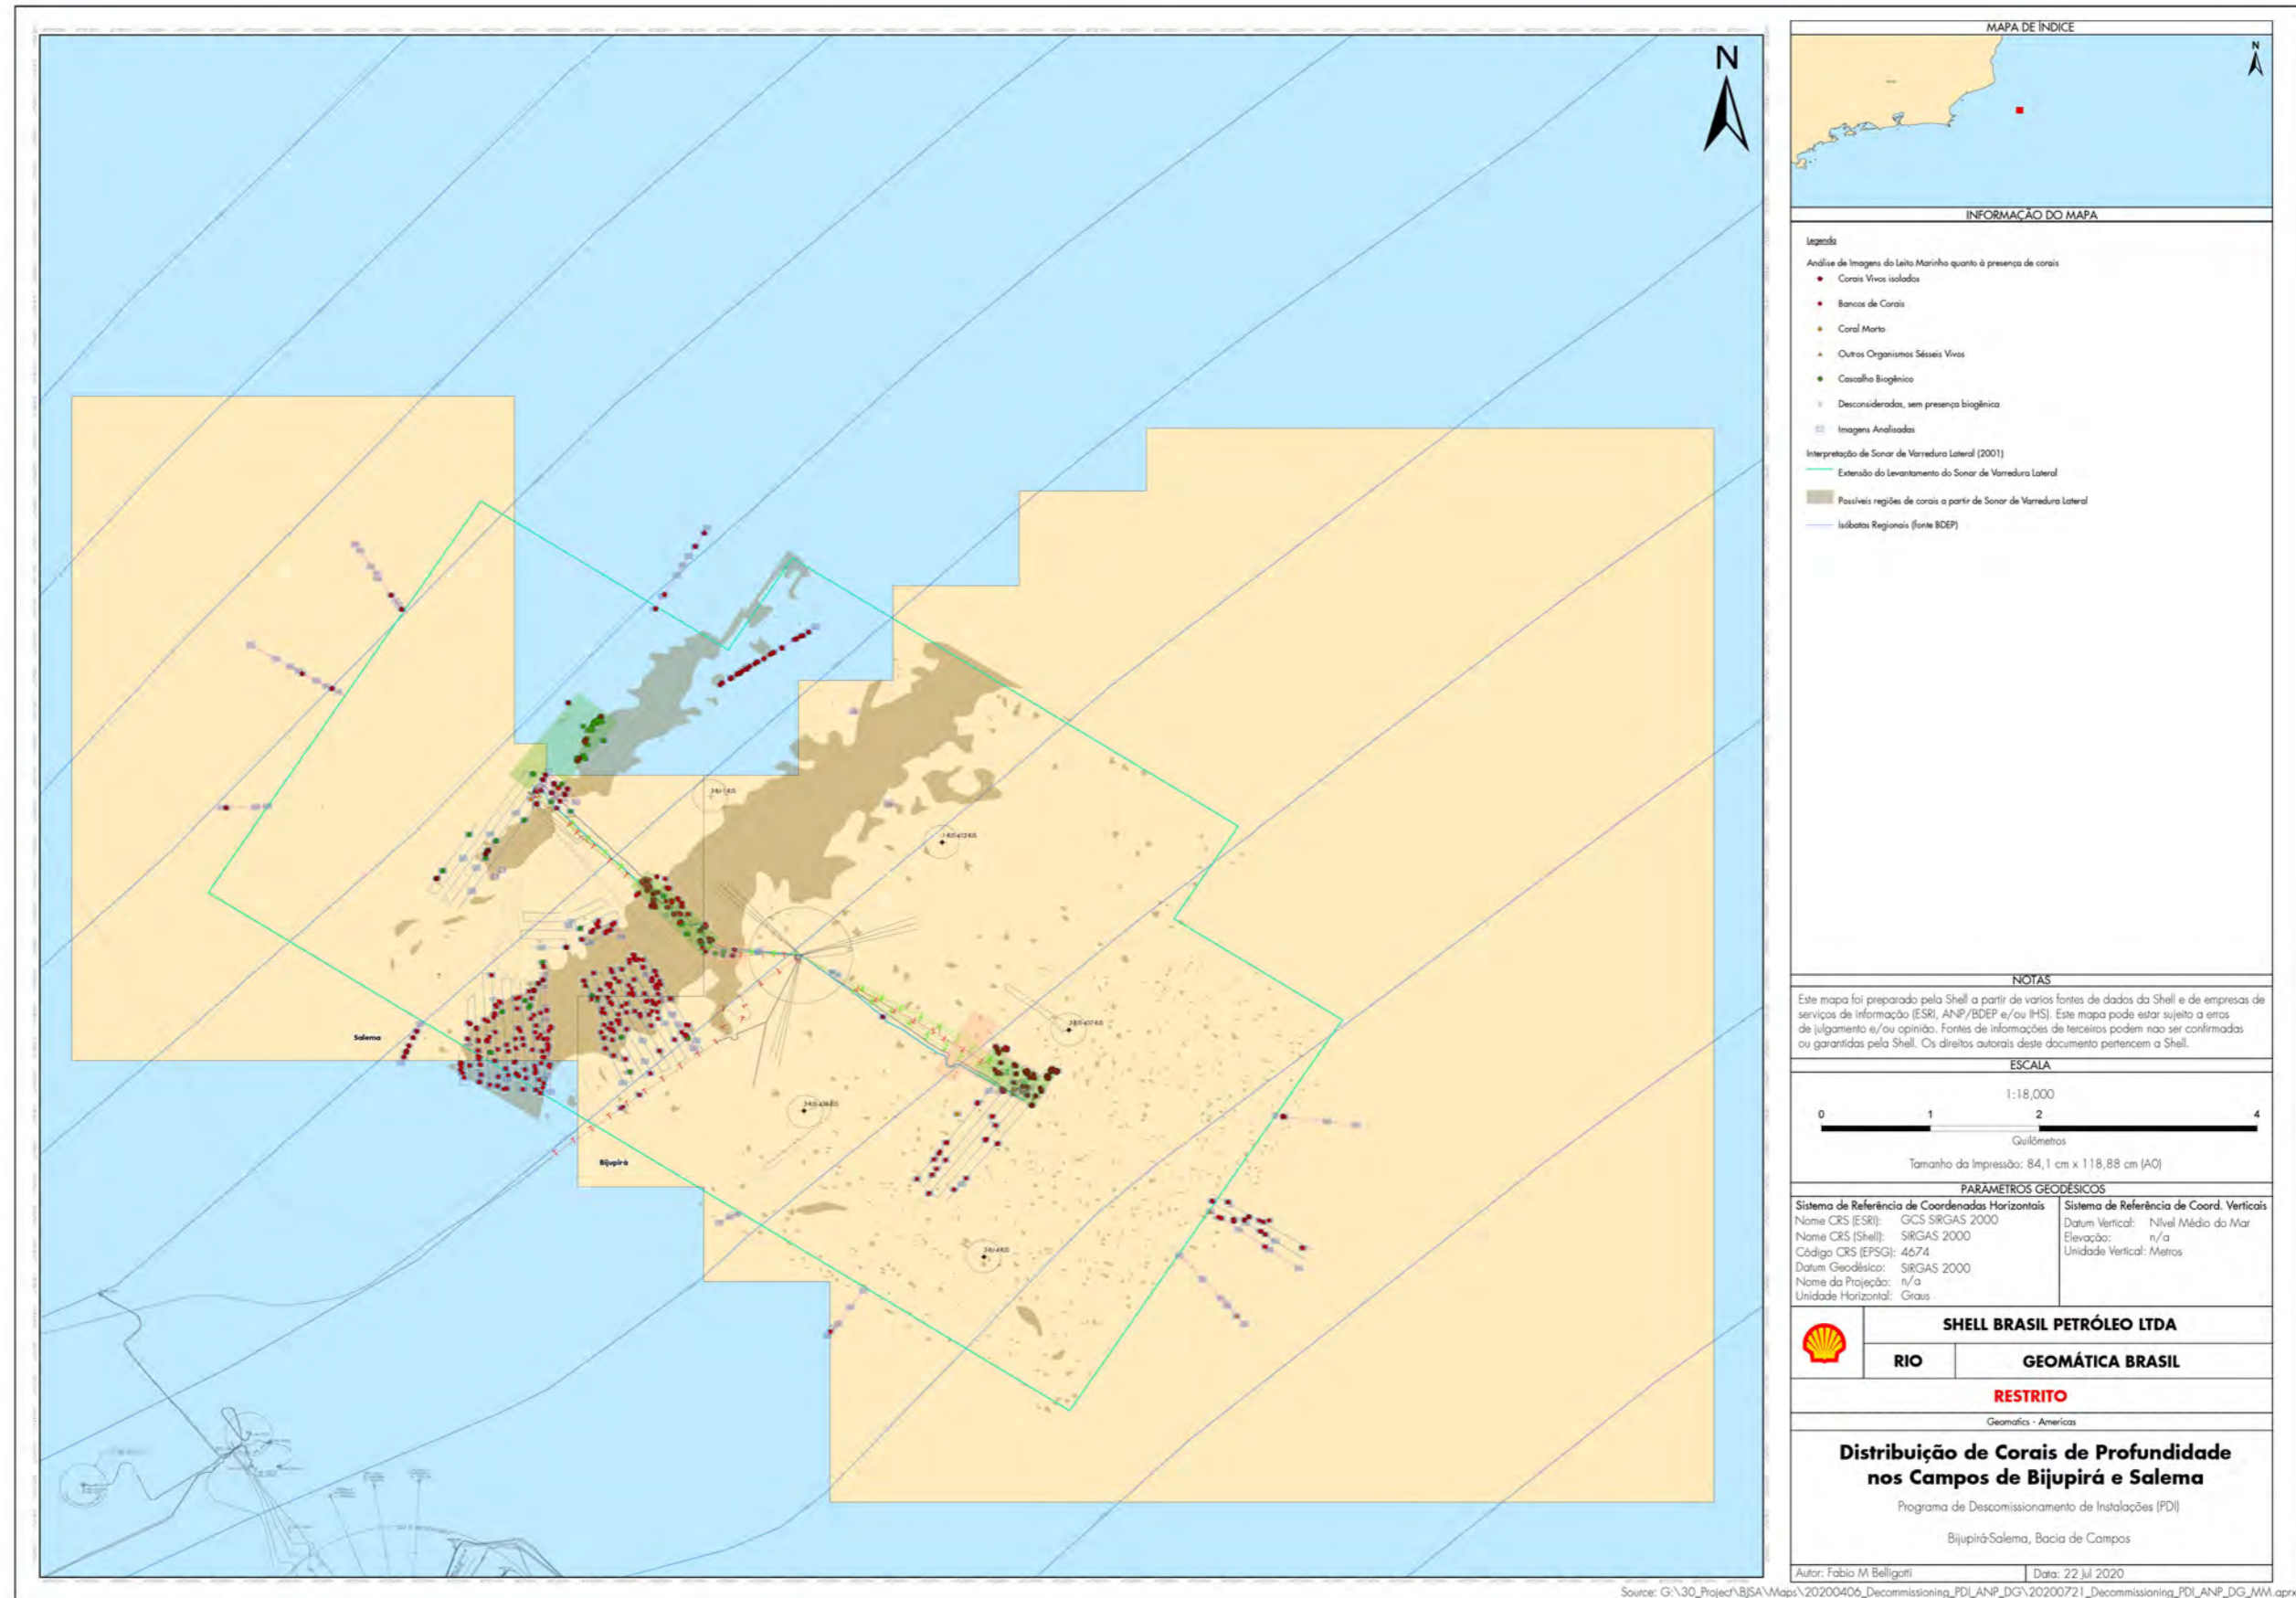 N
Salema
Bijupirá
MAPA DE ÍNDICE
N
INFORMAÇÃO DO MAPA
Legenda
Análise de Imagens do Leito Marinho quanto à presença de corais
Corais Vivos isolados
Bancos de Corais
Coral Morto
Outros Organismos Sésseis Vivos
Cascalho Biogênico
Desconsideradas, sem presença biogênica
Imagens Analisadas
Interpretação de Sonar de Varredura Lateral (2001)
Extensão do Levantamento do Sonar de Varredura Lateral
Possíveis regiões de corais a partir de Sonar de Varredura Lateral
Isóbatas Regionais (fonte BDEP)
NOTAS
Este mapa foi preparado pela Shell a partir de varios fontes de dados da Shell e de empresas de
serviços de informação (ESRI, ANP/BDEP e/ou IHS). Este mapa pode estar sujeito a erros
de julgamento e/ou opinião. Fontes de informações de terceiros podem nao ser confirmadas
ou garantidas pela Shell. Os direitos autorais deste documento pertencem a Shell.
ESCALA
1:18,000
0 1 2 4
Quilômetros
Tamanho da Impressão: 84,1 cm x 118,88 cm (A0)
PARÂMETROS GEODÉSICOS
Sistema de Referência de Coordenadas Horizontais
Nome CRS (ESRI): GCS SIRGAS 2000
Nome CRS (Shell): SIRGAS 2000
Código CRS (EPSG): 4674
Datum Geodésico: SIRGAS 2000
Nome da Projeção: n/a
Unidade Horizontal: Graus
Sistema de Referência de Coord. Verticais
Datum Vertical: Nível Médio do Mar
Elevação: n/a
Unidade Vertical: Metros
SHELL BRASIL PETRÓLEO LTDA
RIO
GEOMÁTICA BRASIL
RESTRITO
Geomatics - Americas
Distribuição de Corais de Profundidade
nos Campos de Bijupirá e Salema
Programa de Descomissionamento de Instalações (PDI)
Bijupirá-Salema, Bacia de Campos
Autor: Fabio M Belligotti
Data: 22 Jul 2020
Source: G:\30_Project\BJSA\Maps\20200406_Decommissioning_PDI_ANP_DG\20200721_Decommissioning_PDI_ANP_DG_MM.aprx